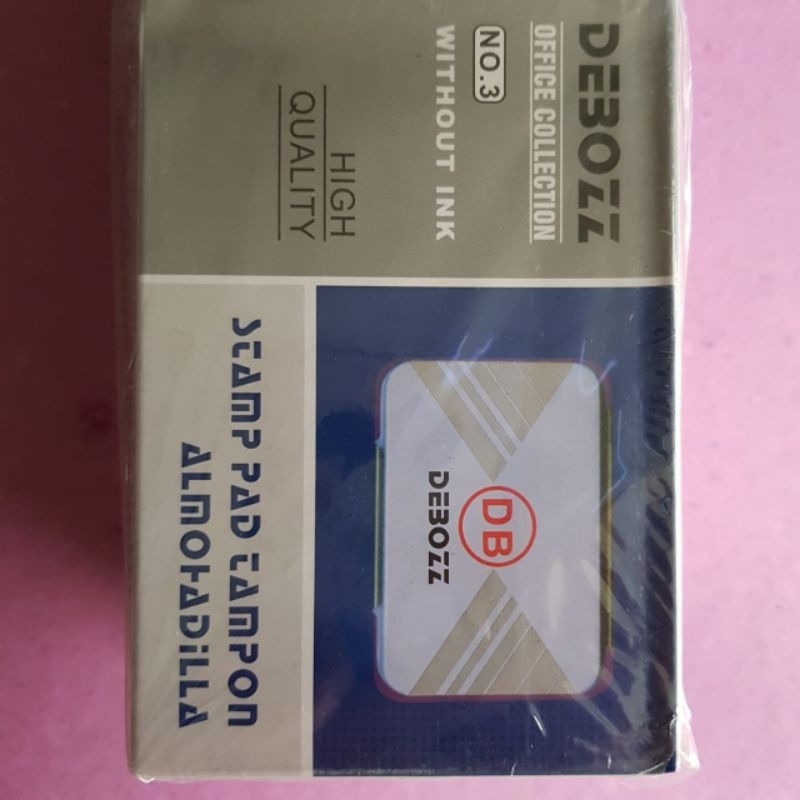 DEBOZZ
OFFICE COLLECTION
NO.3
WITHOUT INK
HIGH
QUALITY
DB
DEBOZZ
STAMP PAD TAMPON
ALMOHADILLA